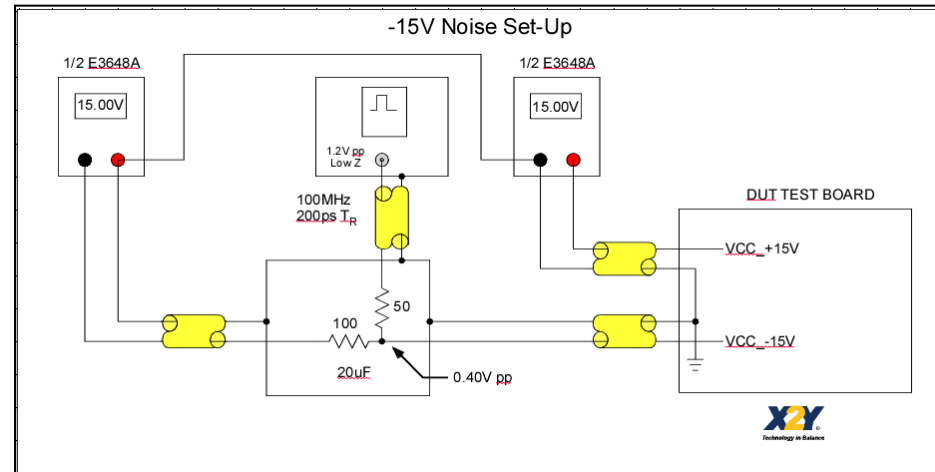 -15V Noise Set-Up
1/2 E3648A
1/2 E3648A
15.00V
15.00V
1.2V pp
Low Z
100MHz
200ps TR
DUT TEST BOARD
VCC_+15V
50
100
VCC_-15V
20uF
0.40V pp
X2Y
Technology in Balance